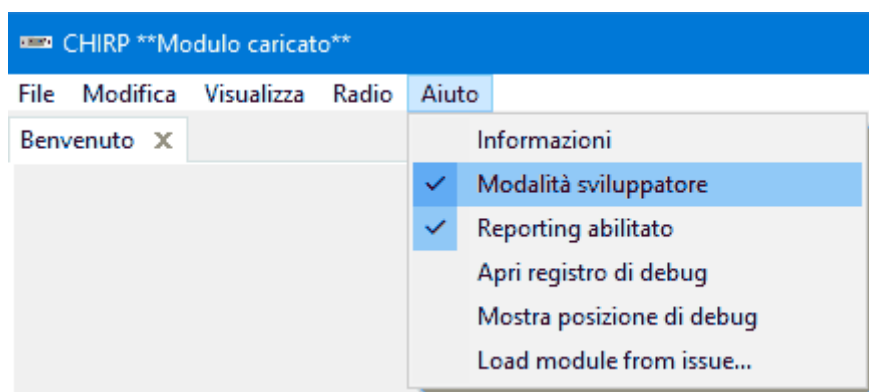 CHIRP **Modulo caricato**
File Modifica Visualizza Radio Aiuto
Benvenuto X
Informazioni
Modalità sviluppatore
Reporting abilitato
Apri registro di debug
Mostra posizione di debug
Load module from issue...